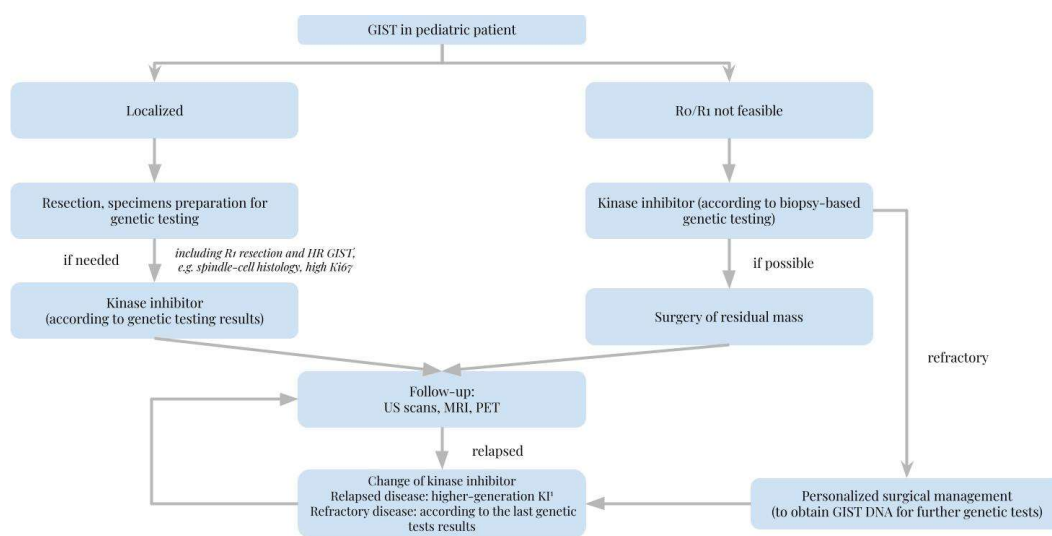 GIST in pediatric patient
Localized
R0/R1 not feasible
Resection, specimens preparation for
genetic testing
Kinase inhibitor (according to biopsy-based
genetic testing)
if needed
including R1 resection and HR GIST,
e.g. spindle-cell histology, high Ki67
if possible
Kinase inhibitor
(according to genetic testing results)
Surgery of residual mass
refractory
Follow-up:
US scans, MRI, PET
relapsed
Change of kinase inhibitor
Relapsed disease: higher-generation KI¹
Refractory disease: according to the last genetic
tests results
Personalized surgical management
(to obtain GIST DNA for further genetic tests)